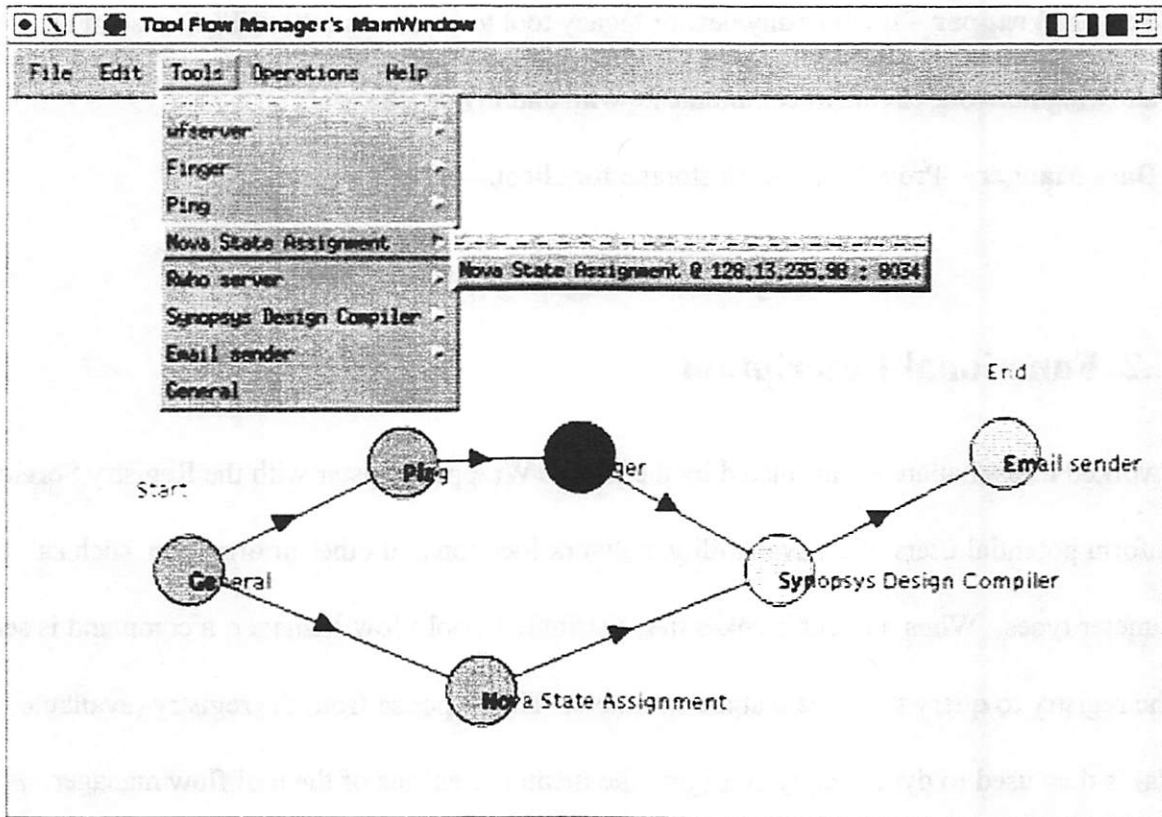 Tool Flow Manager's MainWindow
File Edit Tools Operations Help
wfserver
Finger
Ping
Nova State Assignment
Nova State Assignment @ 128.13.235.98 : 8034
Rwho server
Synopsys Design Compiler
Email sender
General
End
Ping
ger
Email sender
Start
General
Synopsys Design Compiler
Nova State Assignment